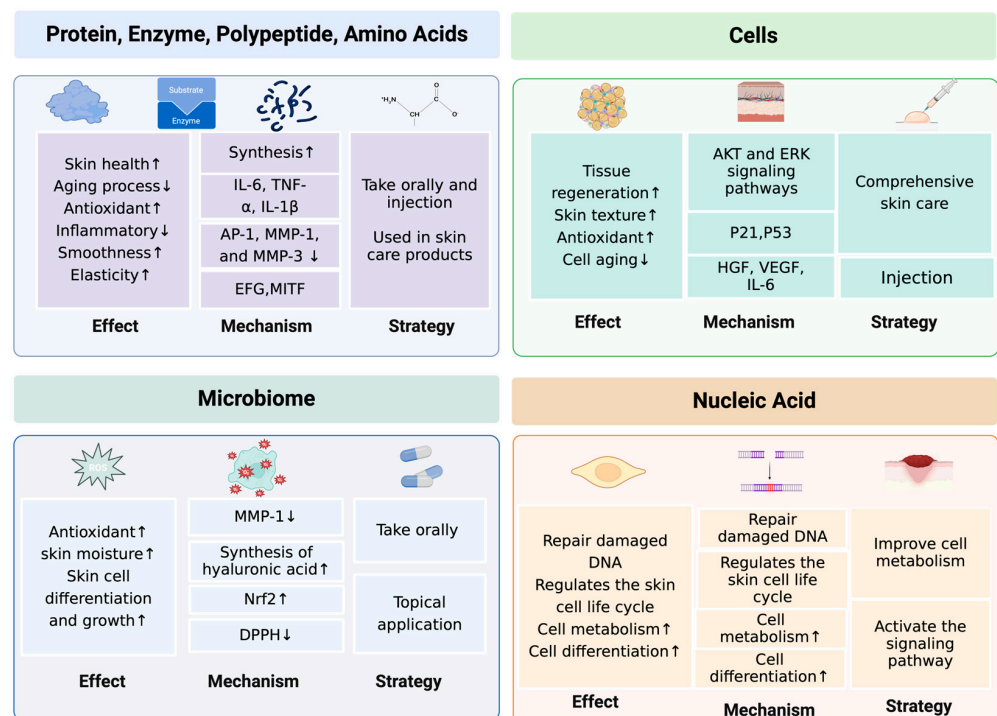 Protein, Enzyme, Polypeptide, Amino Acids
Substrate
Enzyme
⁺H₃N
CH
C
O
O⁻
Skin health↑
Aging process↓
Antioxidant↑
Inflammatory↓
Smoothness↑
Elasticity↑
Synthesis↑
IL-6, TNF-
α, IL-1β
AP-1, MMP-1,
and MMP-3 ↓
EFG,MITF
Take orally and
injection
Used in skin
care products
Effect
Mechanism
Strategy
Cells
Tissue
regeneration↑
Skin texture↑
Antioxidant↑
Cell aging↓
AKT and ERK
signaling
pathways
P21,P53
HGF, VEGF,
IL-6
Comprehensive
skin care
Injection
Effect
Mechanism
Strategy
Microbiome
ROS
Antioxidant↑
skin moisture↑
Skin cell
differentiation
and growth↑
MMP-1↓
Synthesis of
hyaluronic acid↑
Nrf2↑
DPPH↓
Take orally
Topical
application
Effect
Mechanism
Strategy
Nucleic Acid
Repair damaged
DNA
Regulates the skin
cell life cycle
Cell metabolism↑
Cell differentiation↑
Repair
damaged DNA
Regulates the
skin cell life
cycle
Cell
metabolism↑
Cell
differentiation↑
Improve cell
metabolism
Activate the
signaling
pathway
Effect
Mechanism
Strategy